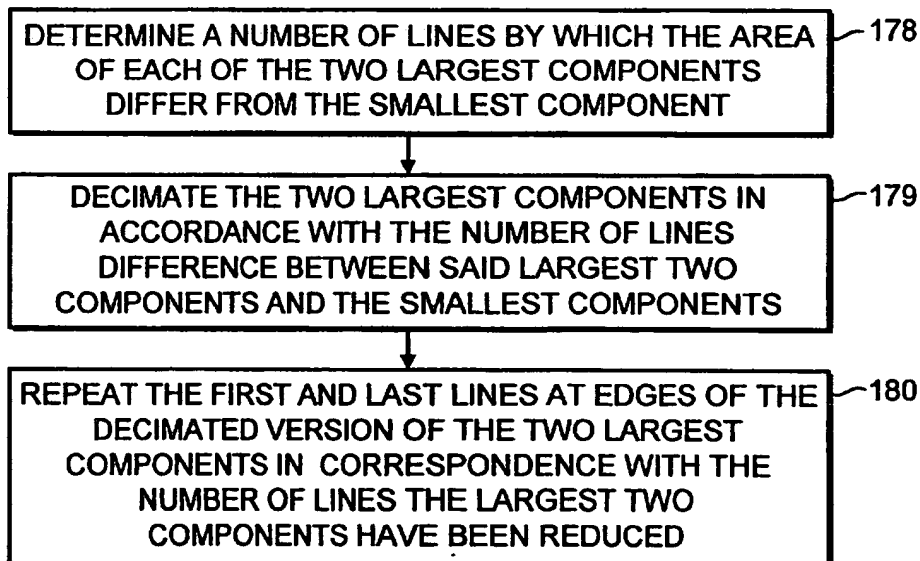 DETERMINE A NUMBER OF LINES BY WHICH THE AREA
OF EACH OF THE TWO LARGEST COMPONENTS
DIFFER FROM THE SMALLEST COMPONENT
178
DECIMATE THE TWO LARGEST COMPONENTS IN
ACCORDANCE WITH THE NUMBER OF LINES
DIFFERENCE BETWEEN SAID LARGEST TWO
COMPONENTS AND THE SMALLEST COMPONENTS
179
REPEAT THE FIRST AND LAST LINES AT EDGES OF THE
DECIMATED VERSION OF THE TWO LARGEST
COMPONENTS IN CORRESPONDENCE WITH THE
NUMBER OF LINES THE LARGEST TWO
COMPONENTS HAVE BEEN REDUCED
180